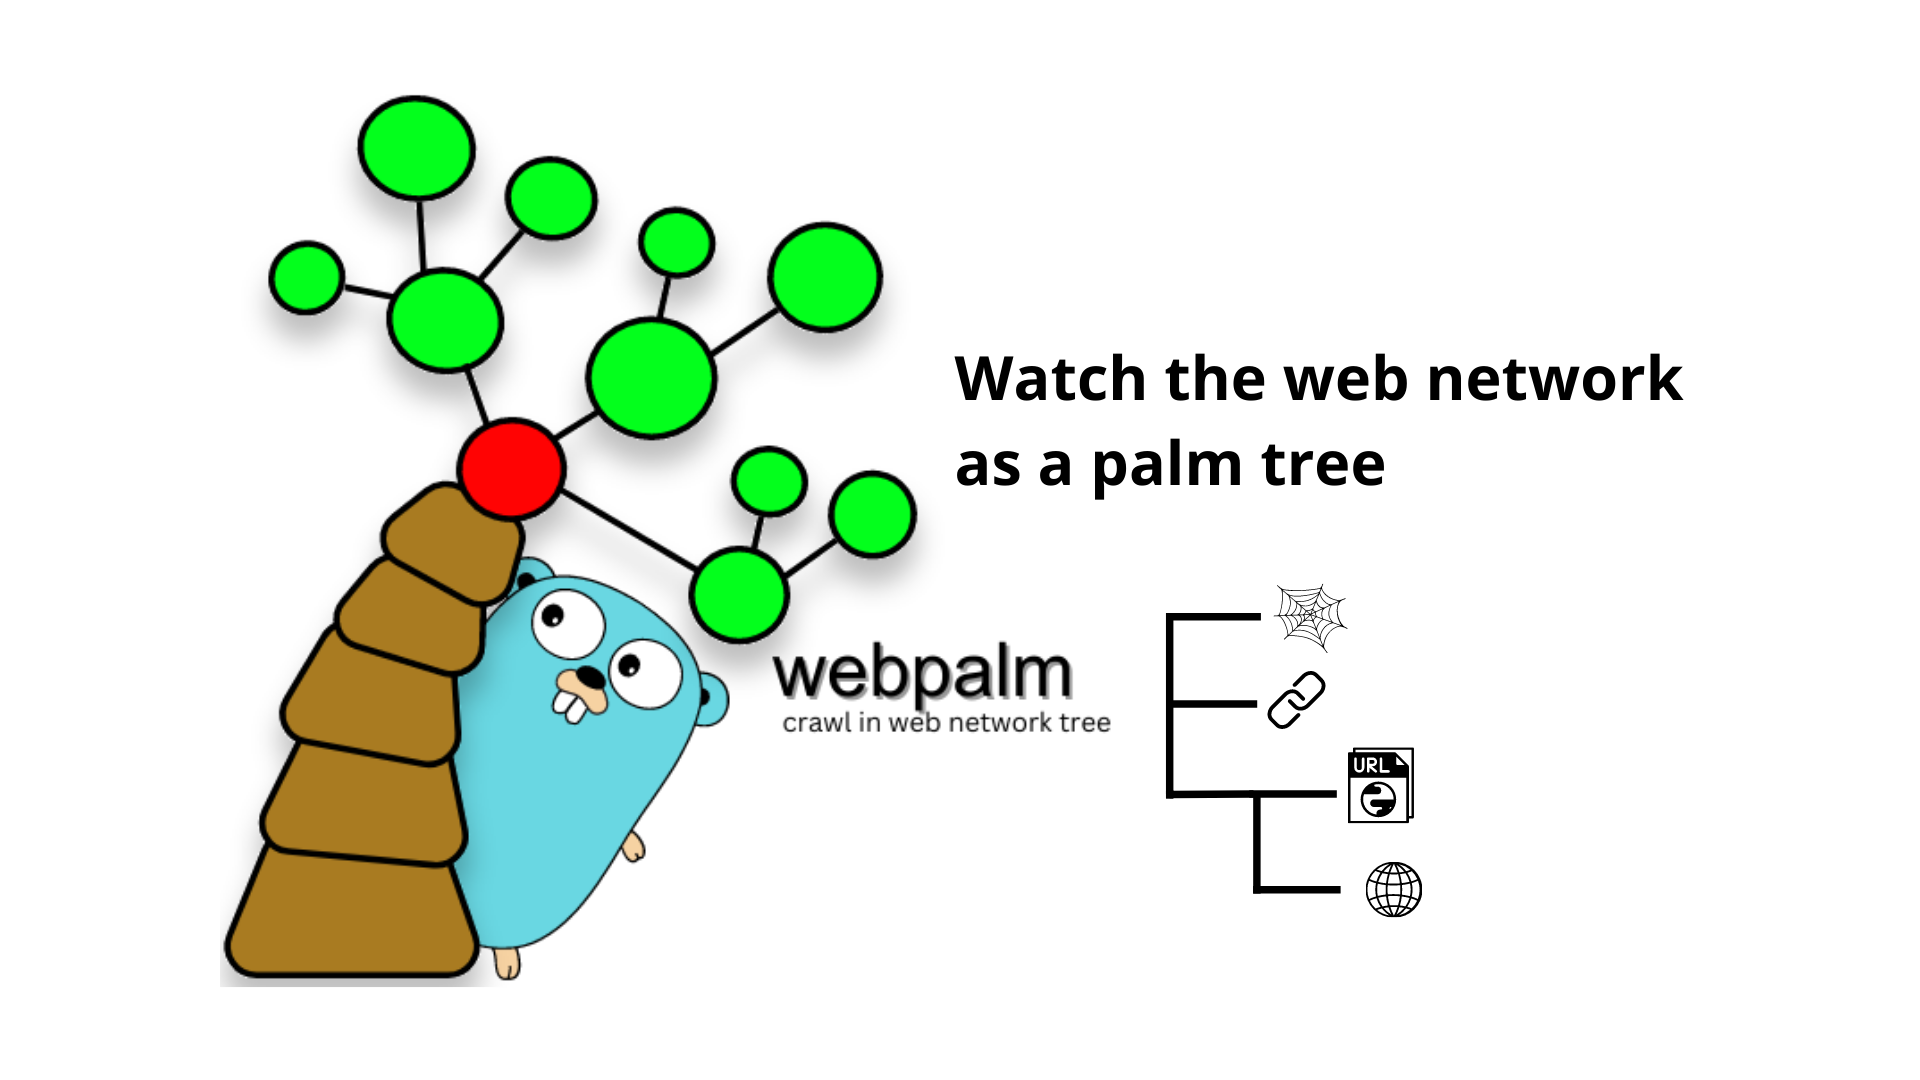 Watch the web network
as a palm tree
webpalm
crawl in web network tree
URL